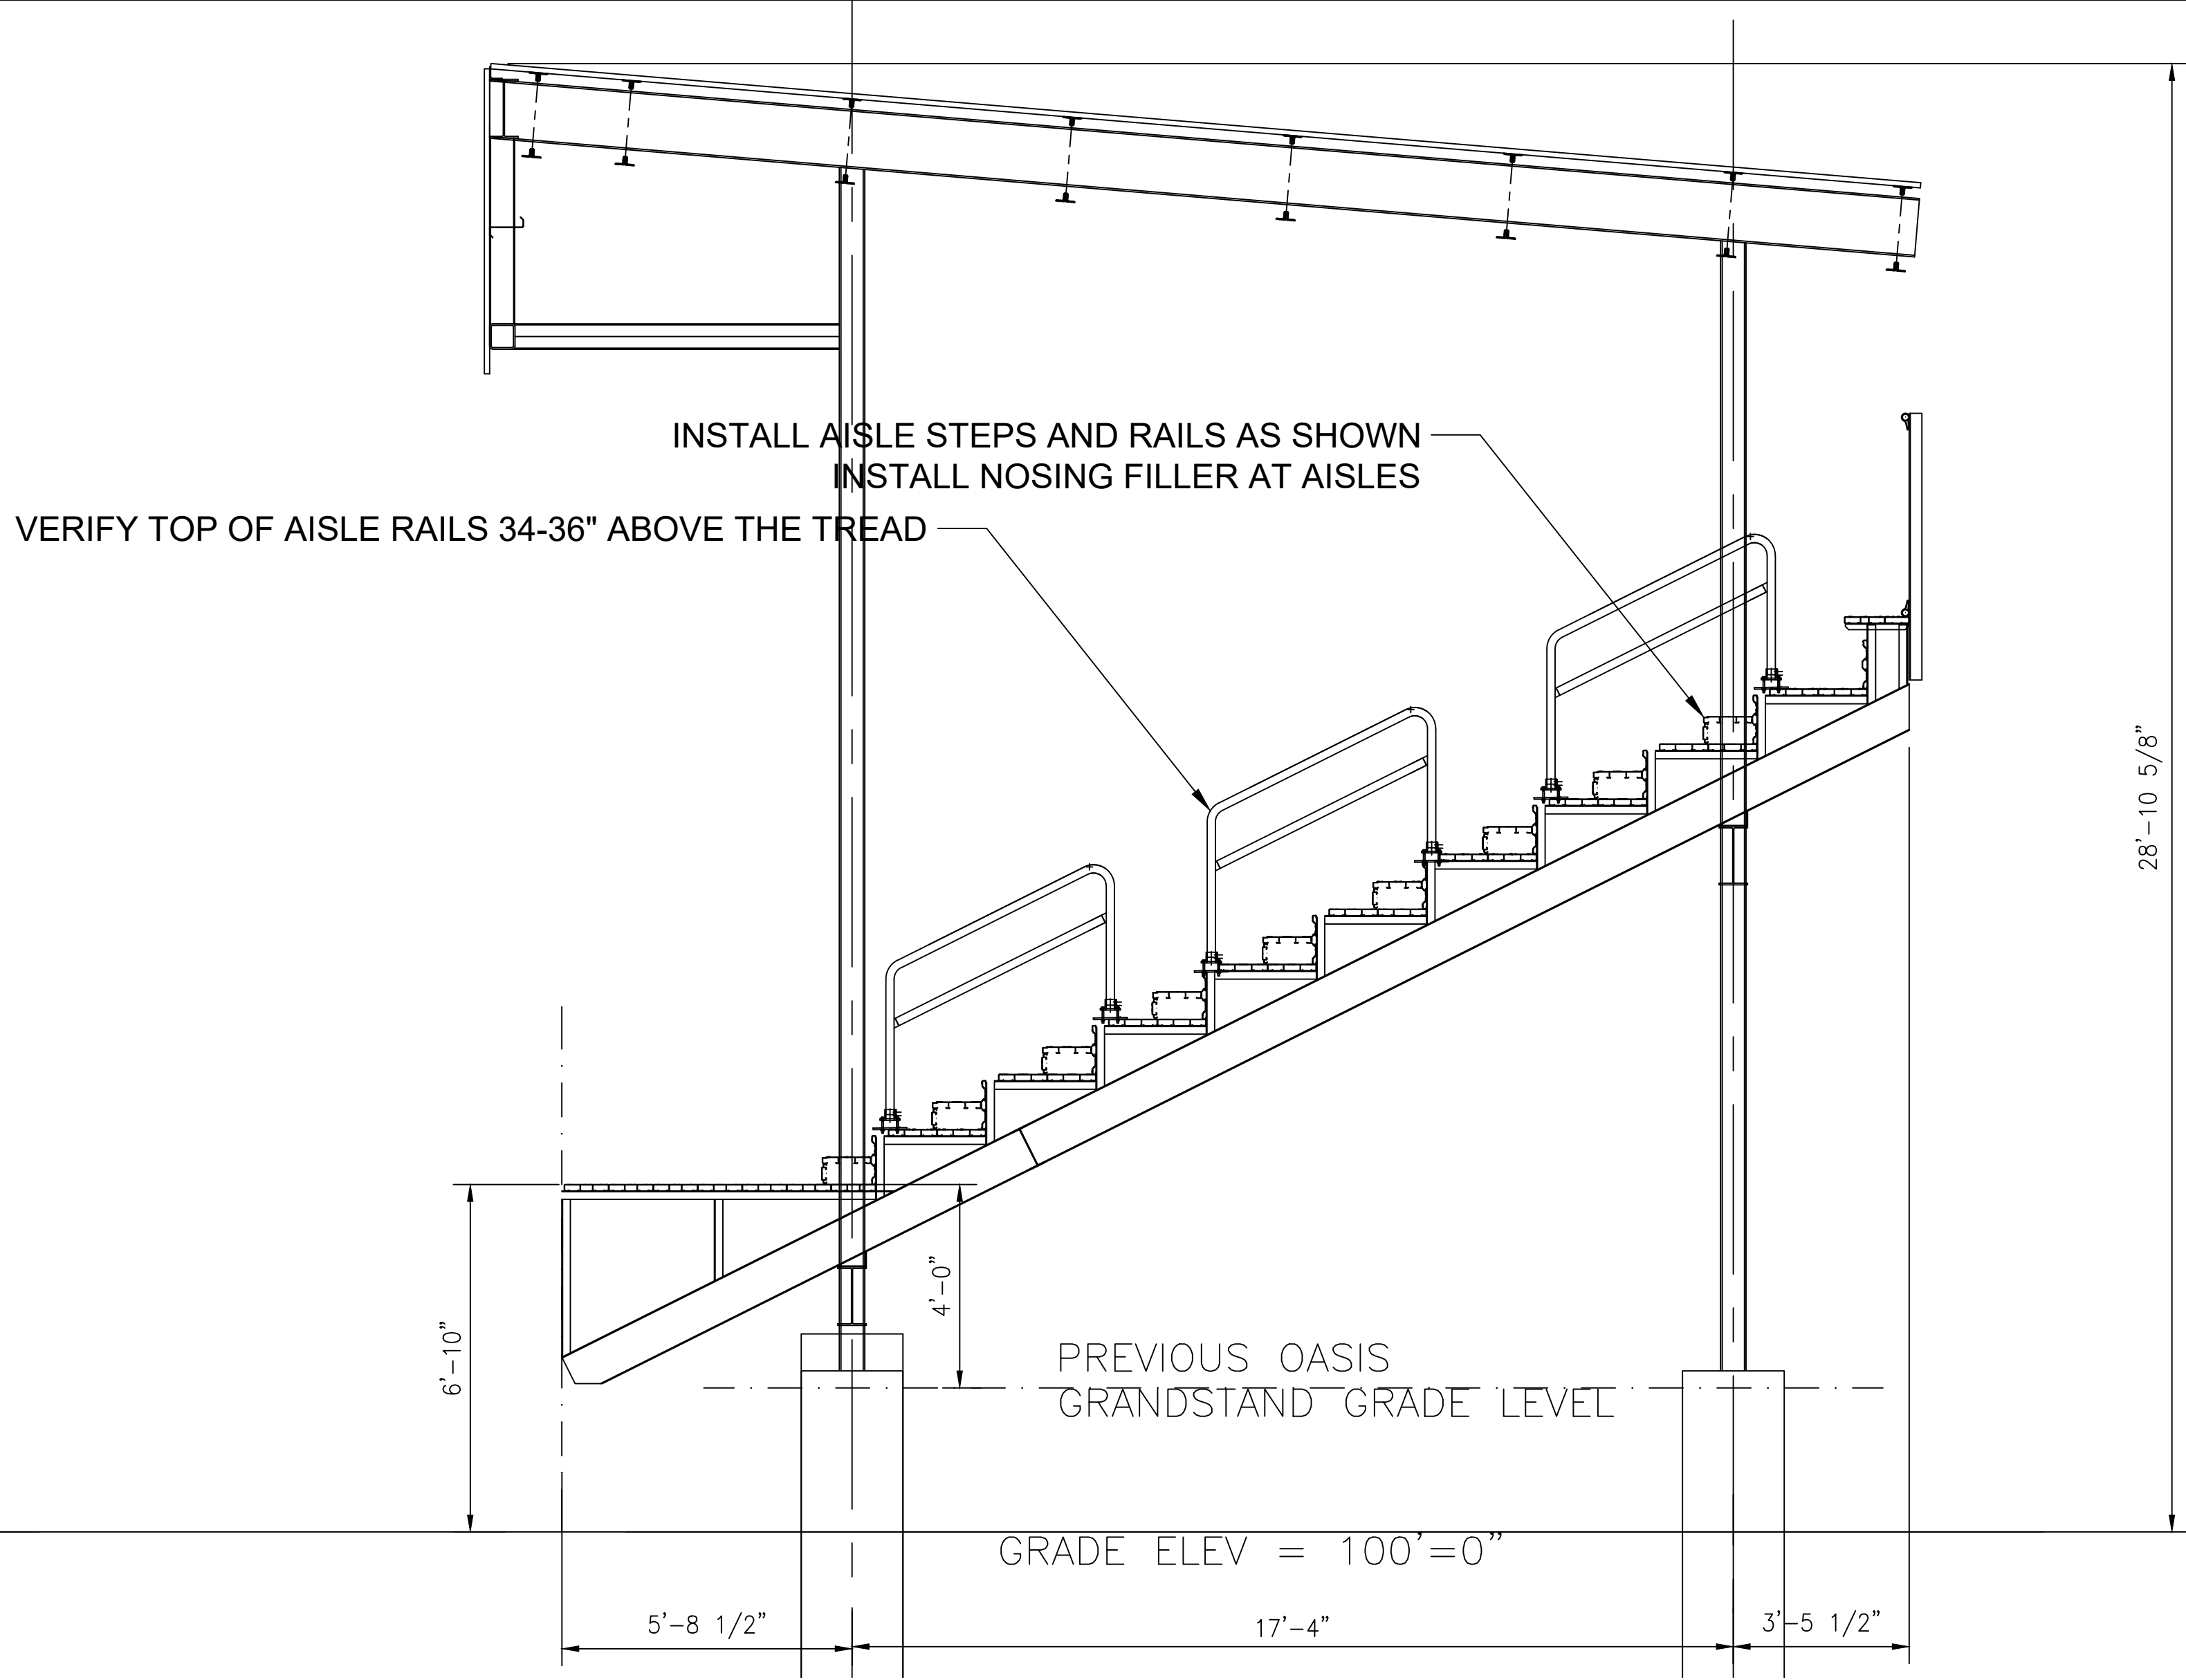 INSTALL AISLE STEPS AND RAILS AS SHOWN
INSTALL NOSING FILLER AT AISLES
VERIFY TOP OF AISLE RAILS 34-36" ABOVE THE TREAD
28'-10 5/8"
4'-0"
6'-10"
PREVIOUS OASIS
GRANDSTAND GRADE LEVEL
GRADE ELEV = 100'=0"
5'-8 1/2"
17'-4"
3'-5 1/2"